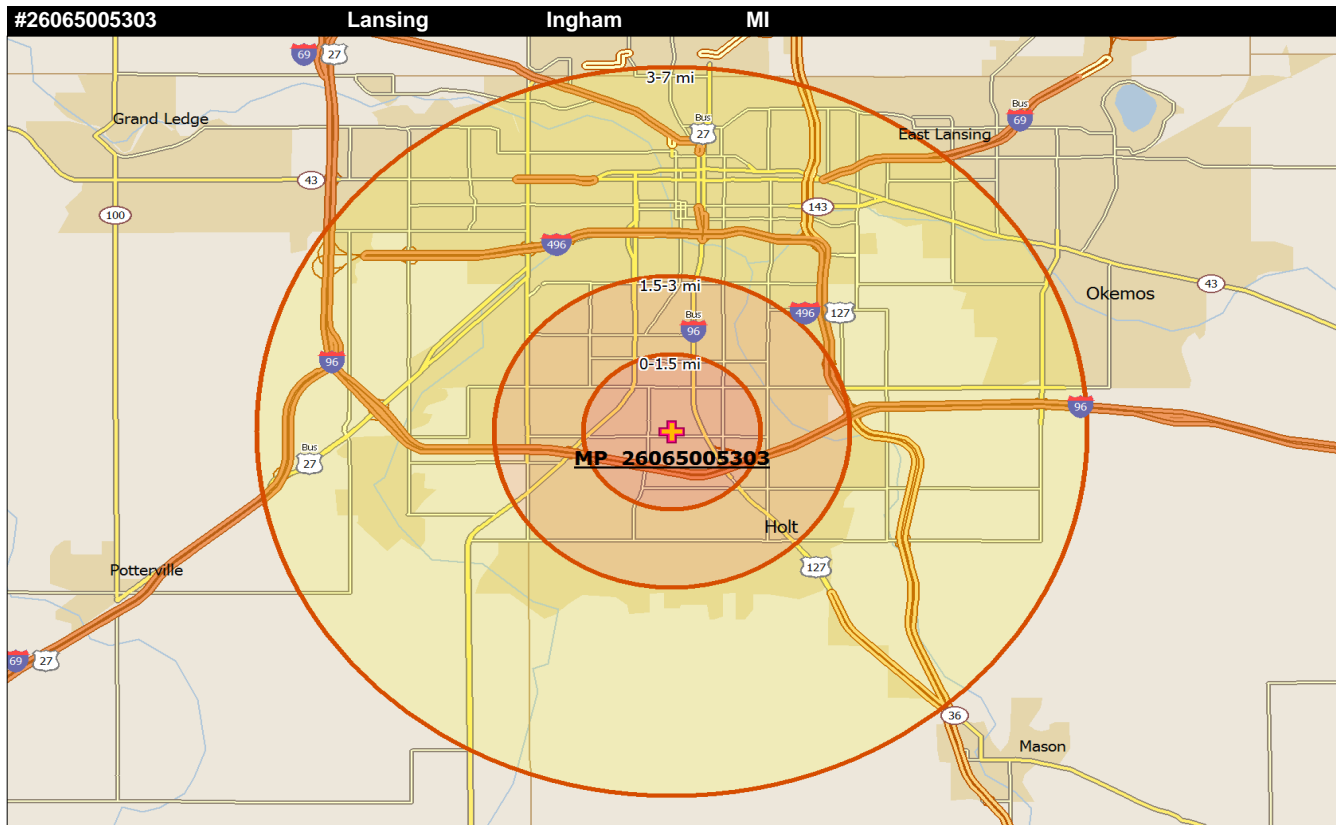 #26065005303 Lansing Ingham MI
69 27
3-7 mi
Grand Ledge
Bus
27
Bus
69
East Lansing
43
100
143
496
1.5-3 mi
43
Okemos
Bus
96
496 127
96
0-1.5 mi
96
MP 26065005303
Bus
27
Holt
127
Potterville
69 27
36
Mason